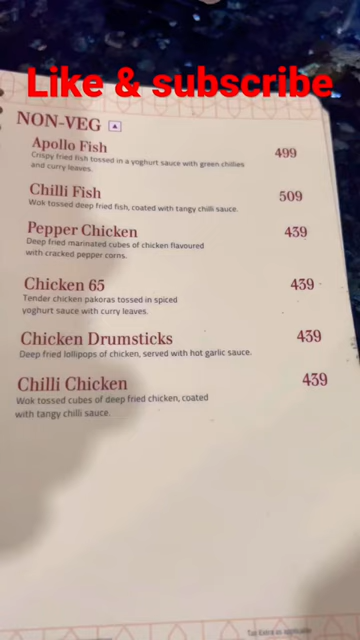 Like & subscribe
NON-VEG
Apollo Fish 499
Crispy fried fish tossed in a yoghurt sauce with green chillies
and curry leaves.
Chilli Fish 509
Wok tossed deep fried fish, coated with tangy chilli sauce.
Pepper Chicken 439
Deep fried marinated cubes of chicken flavoured
with cracked pepper corns.
Chicken 65 439
Tender chicken pakoras tossed in spiced
yoghurt sauce with curry leaves.
Chicken Drumsticks 439
Deep fried lollipops of chicken, served with hot garlic sauce.
Chilli Chicken 439
Wok tossed cubes of deep fried chicken, coated
with tangy chilli sauce.
Tax Extra as applicable